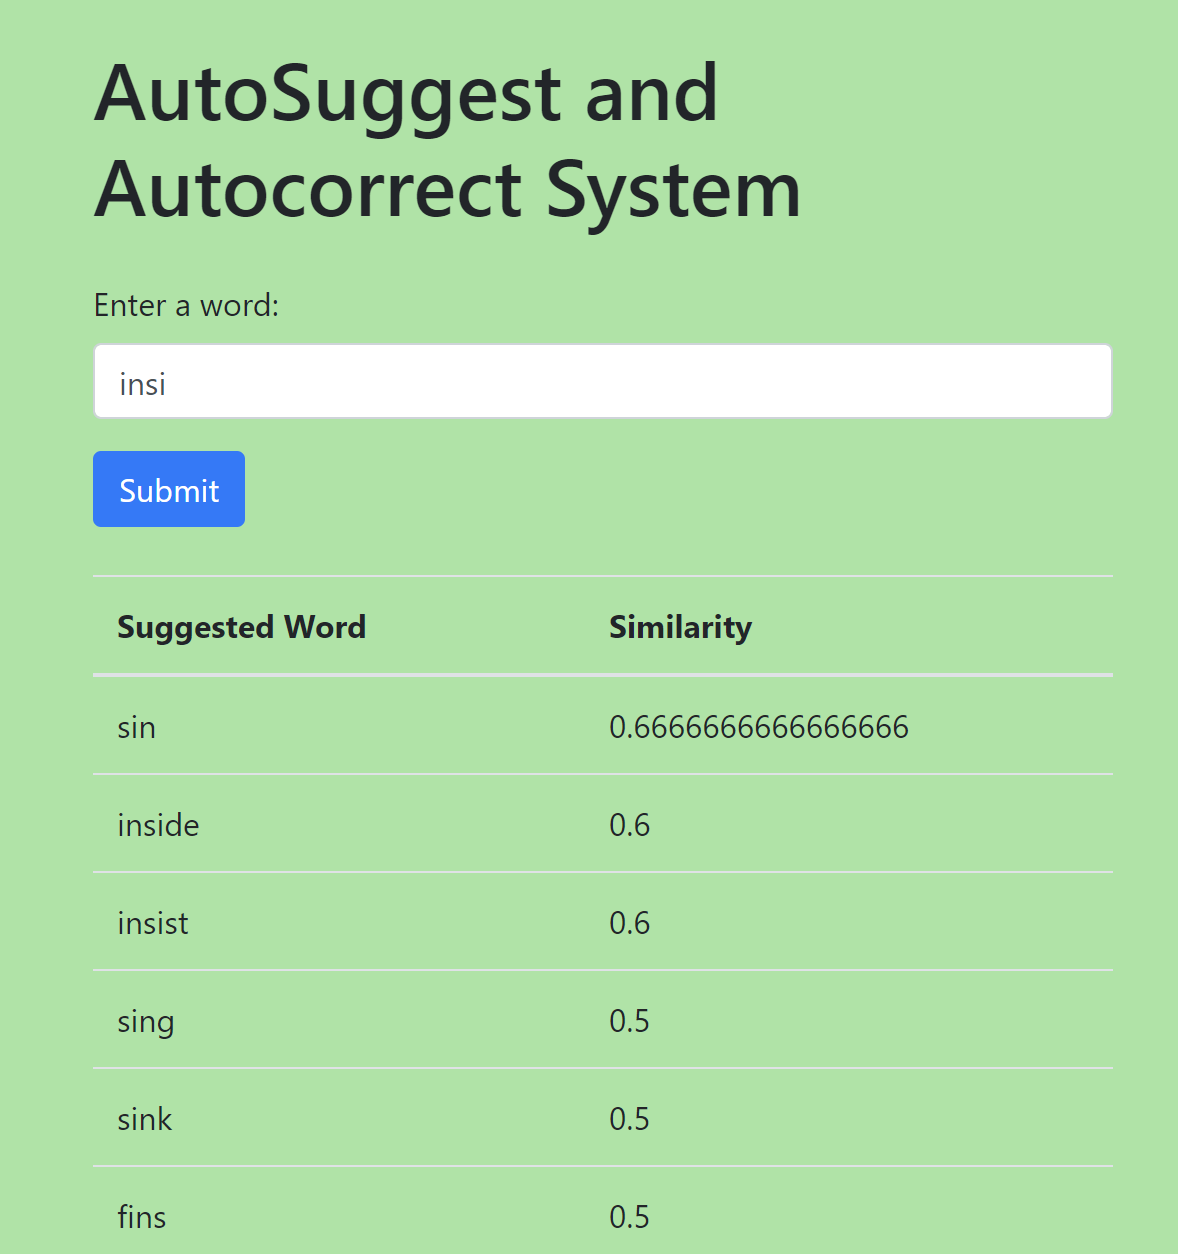 AutoSuggest and
Autocorrect System
Enter a word:
insi
Submit
Suggested Word Similarity
sin 0.6666666666666666
inside 0.6
insist 0.6
sing 0.5
sink 0.5
fins 0.5